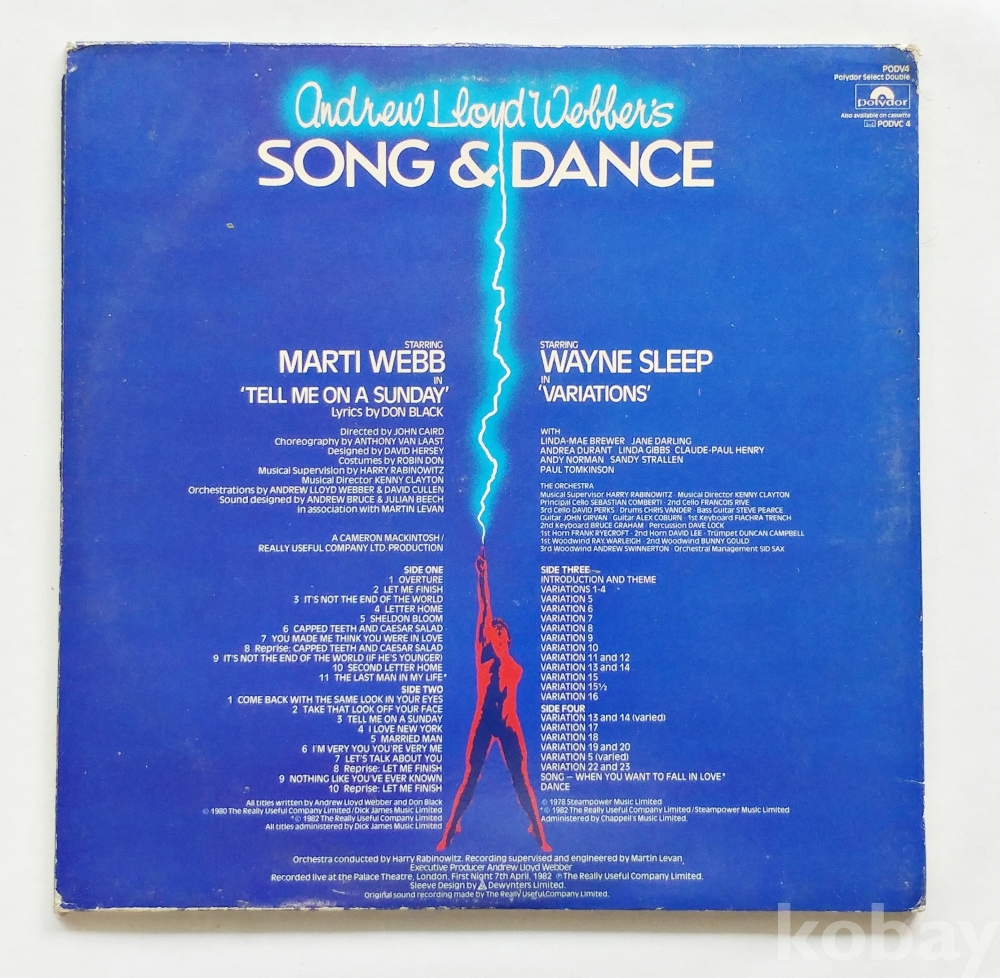 PODV4
Polydor Select Double
polydor
Also available on cassette
PODVC 4
Andrew Lloyd Webber's
SONG & DANCE
STARRING
MARTI WEBB
IN
'TELL ME ON A SUNDAY'
Lyrics by DON BLACK
Directed by JOHN CAIRD
Choreography by ANTHONY VAN LAAST
Designed by DAVID HERSEY
Costumes by ROBIN DON
Musical Supervision by HARRY RABINOWITZ
Musical Director KENNY CLAYTON
Orchestrations by ANDREW LLOYD WEBBER & DAVID CULLEN
Sound designed by ANDREW BRUCE & JULIAN BEECH
in association with MARTIN LEVAN
A CAMERON MACKINTOSH/
REALLY USEFUL COMPANY LTD. PRODUCTION
SIDE ONE
1 OVERTURE
2 LET ME FINISH
3 IT'S NOT THE END OF THE WORLD
4 LETTER HOME
5 SHELDON BLOOM
6 CAPPED TEETH AND CAESAR SALAD
7 YOU MADE ME THINK YOU WERE IN LOVE
8 Reprise: CAPPED TEETH AND CAESAR SALAD
9 IT'S NOT THE END OF THE WORLD (IF HE'S YOUNGER)
10 SECOND LETTER HOME
11 THE LAST MAN IN MY LIFE*
SIDE TWO
1 COME BACK WITH THE SAME LOOK IN YOUR EYES
2 TAKE THAT LOOK OFF YOUR FACE
3 TELL ME ON A SUNDAY
4 I LOVE NEW YORK
5 MARRIED MAN
6 I'M VERY YOU YOU'RE VERY ME
7 LET'S TALK ABOUT YOU
8 Reprise: LET ME FINISH
9 NOTHING LIKE YOU'VE EVER KNOWN
10 Reprise: LET ME FINISH
All titles written by Andrew Lloyd Webber and Don Black
© 1980 The Really Useful Company Limited/Dick James Music Limited
*© 1982 The Really Useful Company Limited
All titles administered by Dick James Music Limited
STARRING
WAYNE SLEEP
IN
'VARIATIONS'
WITH
LINDA-MAE BREWER JANE DARLING
ANDREA DURANT LINDA GIBBS CLAUDE-PAUL HENRY
ANDY NORMAN SANDY STRALLEN
PAUL TOMKINSON
THE ORCHESTRA
Musical Supervisor HARRY RABINOWITZ · Musical Director KENNY CLAYTON
Principal Cello SEBASTIAN COMBERTI · 2nd Cello FRANCOIS RIVE
3rd Cello DAVID PERKS · Drums CHRIS VANDER · Bass Guitar STEVE PEARCE
Guitar JOHN GIRVAN · Guitar ALEX COBURN · 1st Keyboard FIACHRA TRENCH
2nd Keyboard BRUCE GRAHAM · Percussion DAVE LOCK
1st Horn FRANK RYECROFT · 2nd Horn DAVID LEE · Trumpet DUNCAN CAMPBELL
1st Woodwind RAY WARLEIGH · 2nd Woodwind BUNNY GOULD
3rd Woodwind ANDREW SWINNERTON · Orchestral Management SID SAX
SIDE THREE
INTRODUCTION AND THEME
VARIATIONS 1-4
VARIATION 5
VARIATION 6
VARIATION 7
VARIATION 8
VARIATION 9
VARIATION 10
VARIATION 11 and 12
VARIATION 13 and 14
VARIATION 15
VARIATION 15½
VARIATION 16
SIDE FOUR
VARIATION 13 and 14 (varied)
VARIATION 17
VARIATION 18
VARIATION 19 and 20
VARIATION 5 (varied)
VARIATION 22 and 23
SONG – WHEN YOU WANT TO FALL IN LOVE*
DANCE
© 1978 Steampower Music Limited
*© 1982 The Really Useful Company Limited/Steampower Music Limited
Administered by Chappell's Music Limited.
Orchestra conducted by Harry Rabinowitz. Recording supervised and engineered by Martin Levan
Executive Producer Andrew Lloyd Webber
Recorded live at the Palace Theatre, London. First Night 7th April, 1982 ℗ The Really Useful Company Limited.
Sleeve Design by Dewynters Limited.
Original sound recording made by The Really Useful Company Limited.
kobay